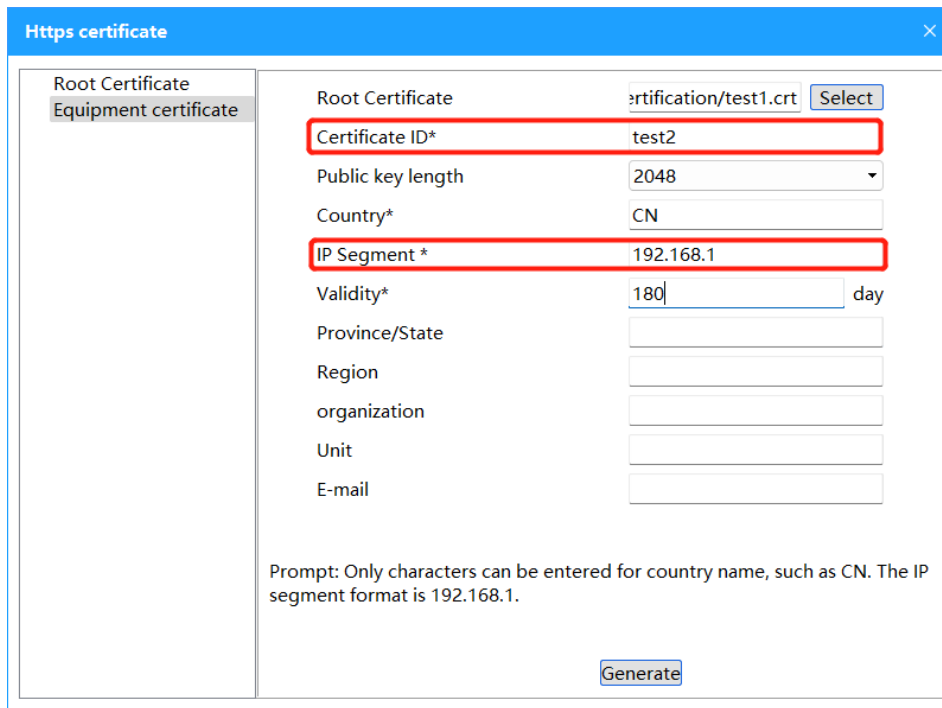 Https certificate
Root Certificate
Equipment certificate
Root Certificate ertification/test1.crt Select
Certificate ID* test2
Public key length 2048
Country* CN
IP Segment * 192.168.1
Validity* 180 day
Province/State
Region
organization
Unit
E-mail
Prompt: Only characters can be entered for country name, such as CN. The IP
segment format is 192.168.1.
Generate